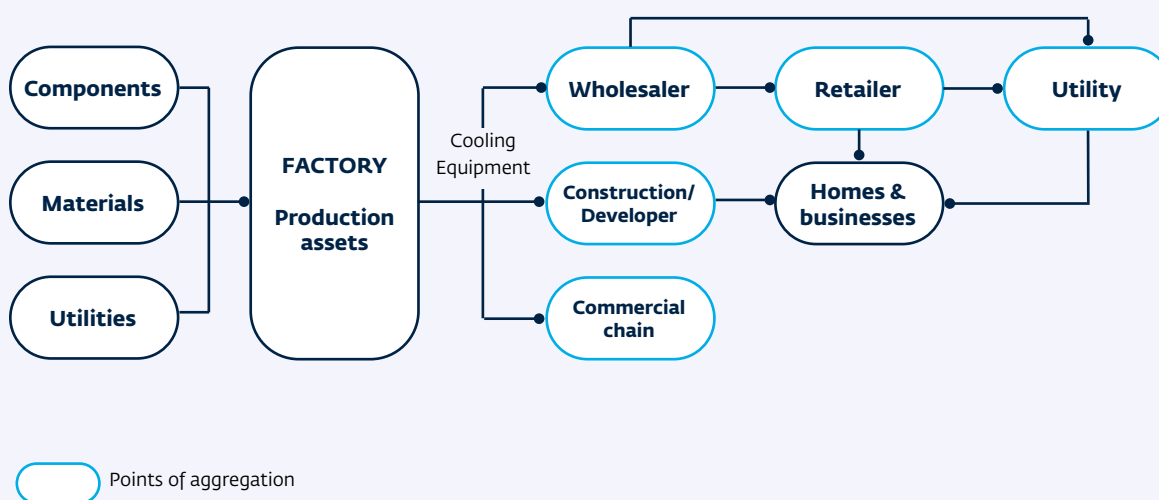 Components
Materials
Utilities
FACTORY
Production
assets
Cooling
Equipment
Wholesaler
Retailer
Utility
Construction/
Developer
Homes &
businesses
Commercial
chain
Points of aggregation